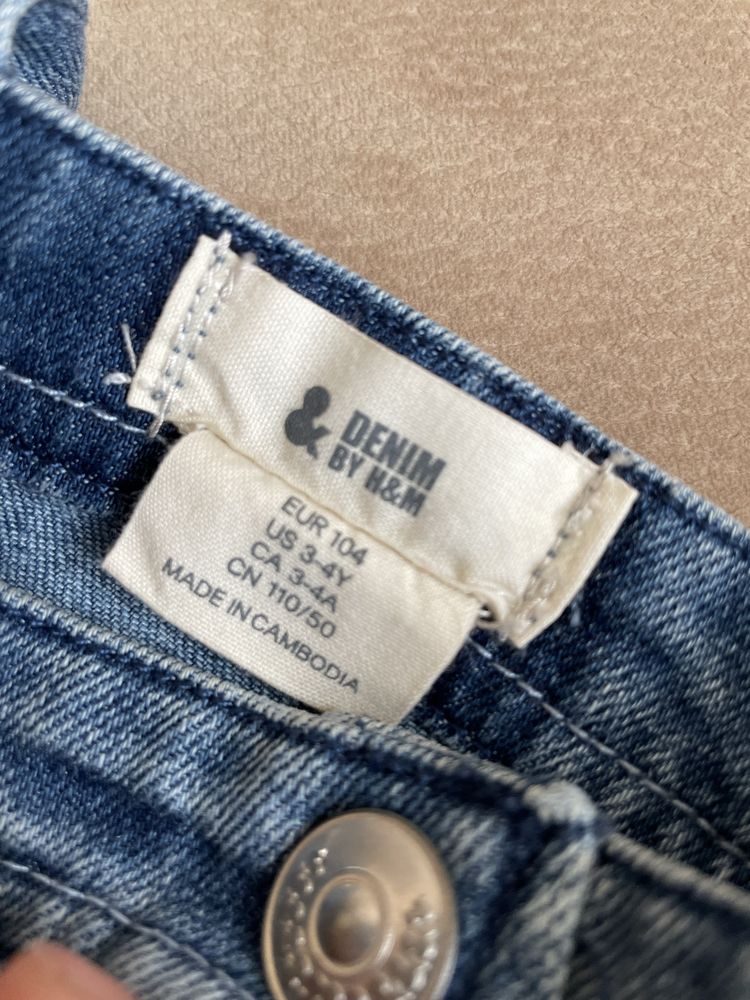 & DENIM
BY H&M
EUR 104
US 3-4Y
CA 3-4A
CN 110/50
MADE IN CAMBODIA